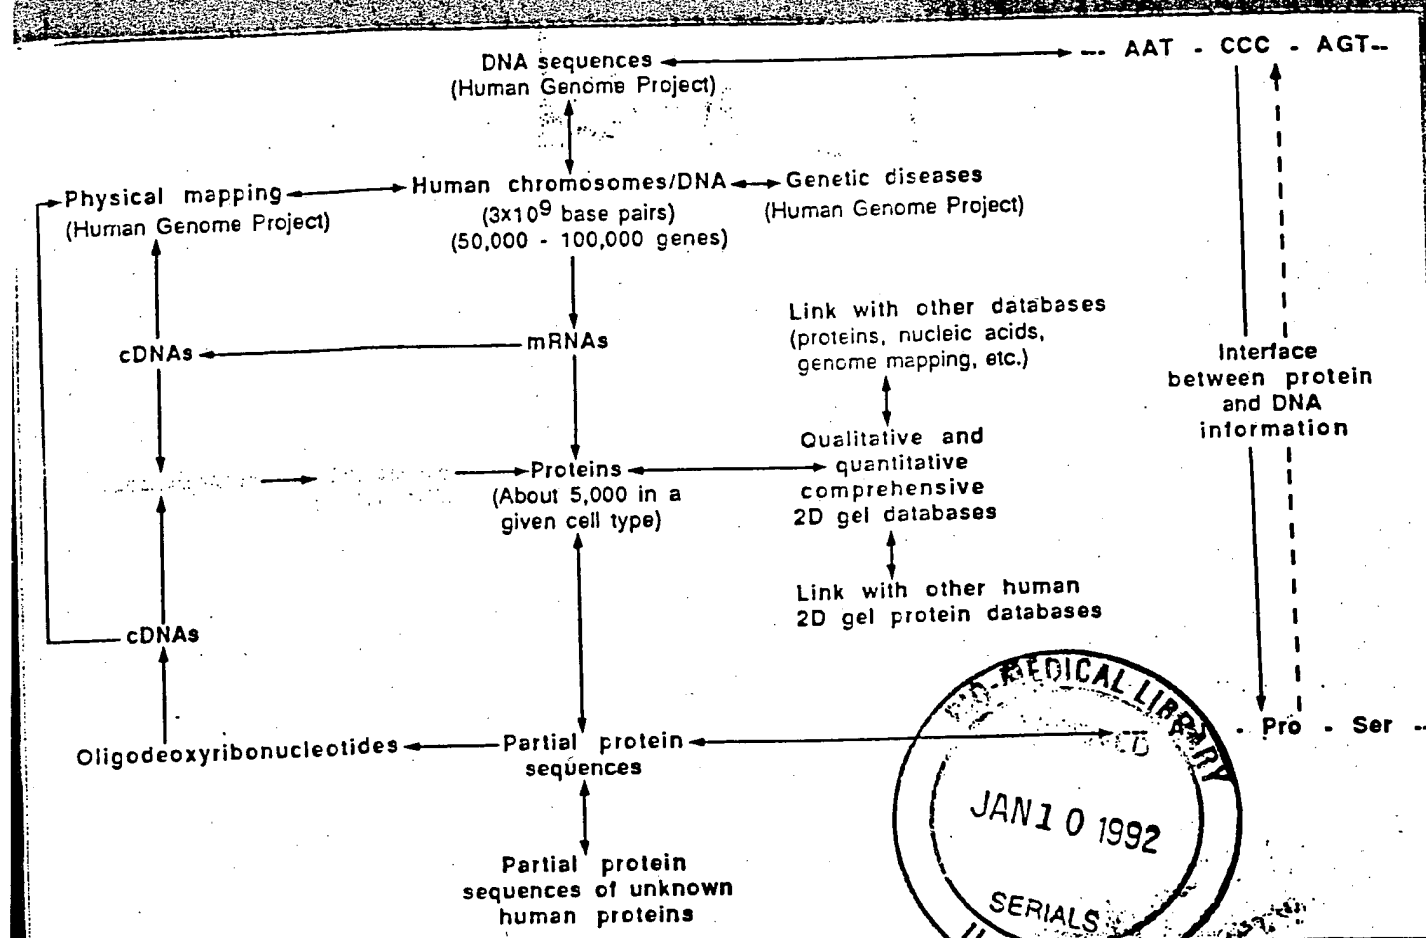 DNA sequences
(Human Genome Project)
--- AAT - CCC - AGT--
Physical mapping
(Human Genome Project)
Human chromosomes/DNA
(3x10⁹ base pairs)
(50,000 - 100,000 genes)
Genetic diseases
(Human Genome Project)
cDNAs
mRNAs
Link with other databases
(proteins, nucleic acids,
genome mapping, etc.)
Interface
between protein
and DNA
information
Proteins
(About 5,000 in a
given cell type)
Qualitative and
quantitative
comprehensive
2D gel databases
Link with other human
2D gel protein databases
cDNAs
Oligodeoxyribonucleotides
Partial protein
sequences
- Pro - Ser --
Partial protein
sequences of unknown
human proteins
BIO-MEDICAL LIBRARY
JAN 10 1992
SERIALS